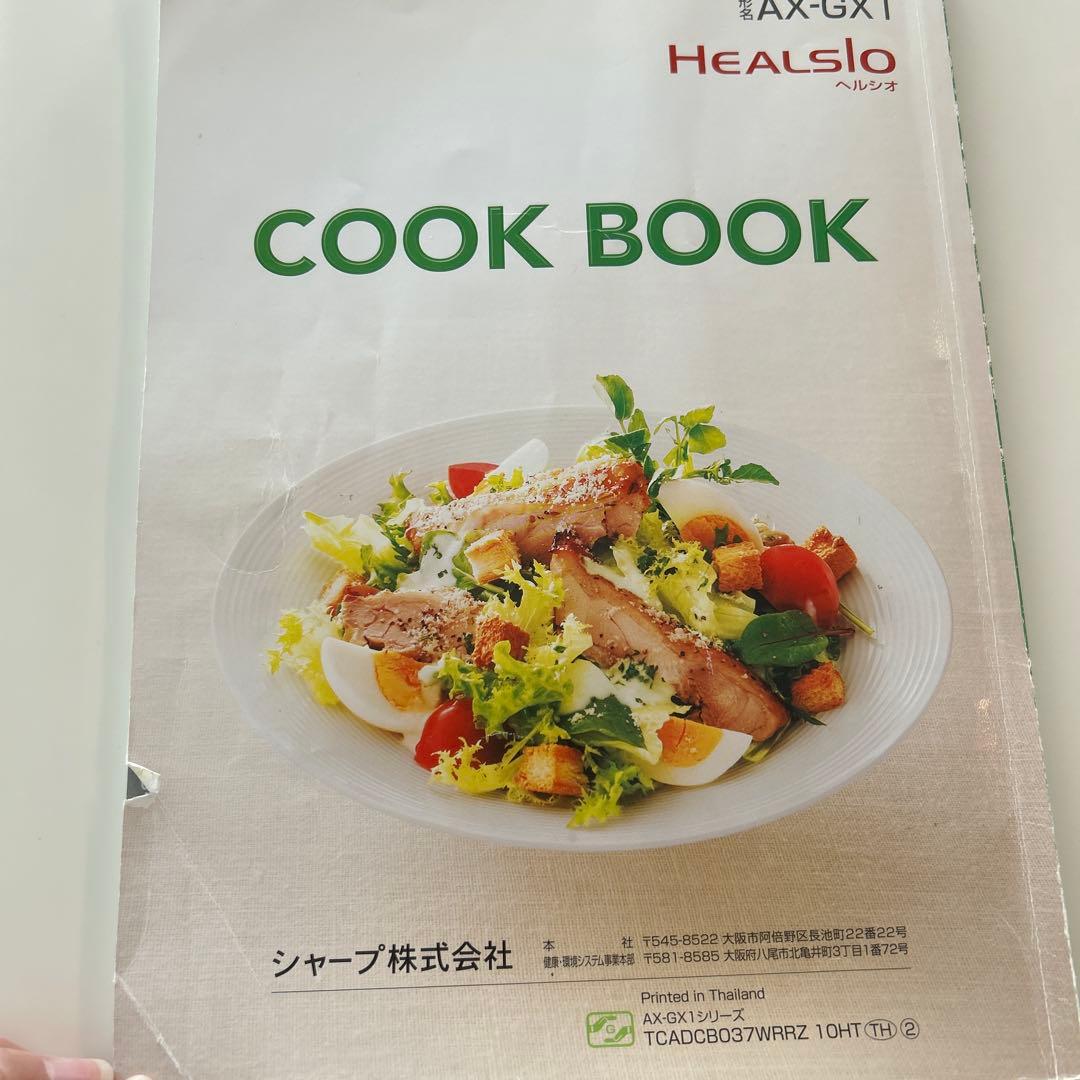 形名 AX-GX1
HEALSIO
ヘルシオ
COOK BOOK
シャープ株式会社
本 社 〒545-8522 大阪市阿倍野区長池町22番22号
健康・環境システム事業本部 〒581-8585 大阪府八尾市北亀井町3丁目1番72号
Printed in Thailand
AX-GX1シリーズ
G TCADCB037WRRZ 10HT TH ②